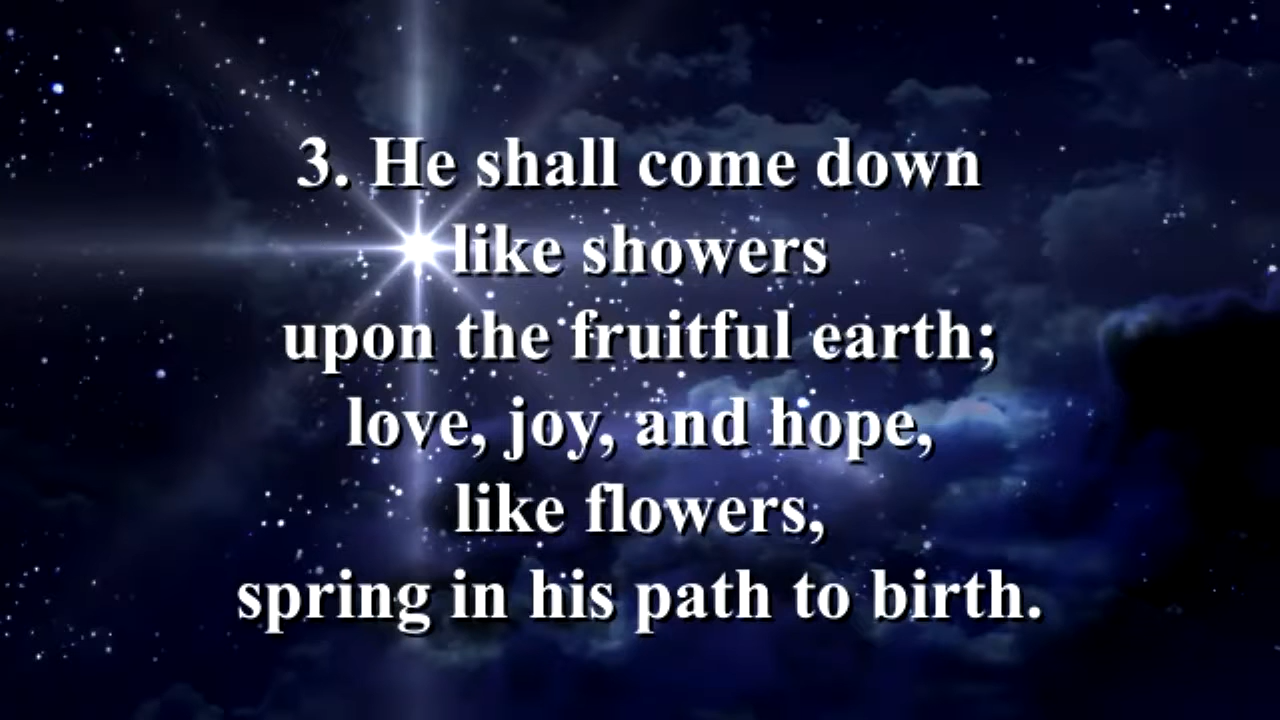 3. He shall come down
like showers
upon the fruitful earth;
love, joy, and hope,
like flowers,
spring in his path to birth.